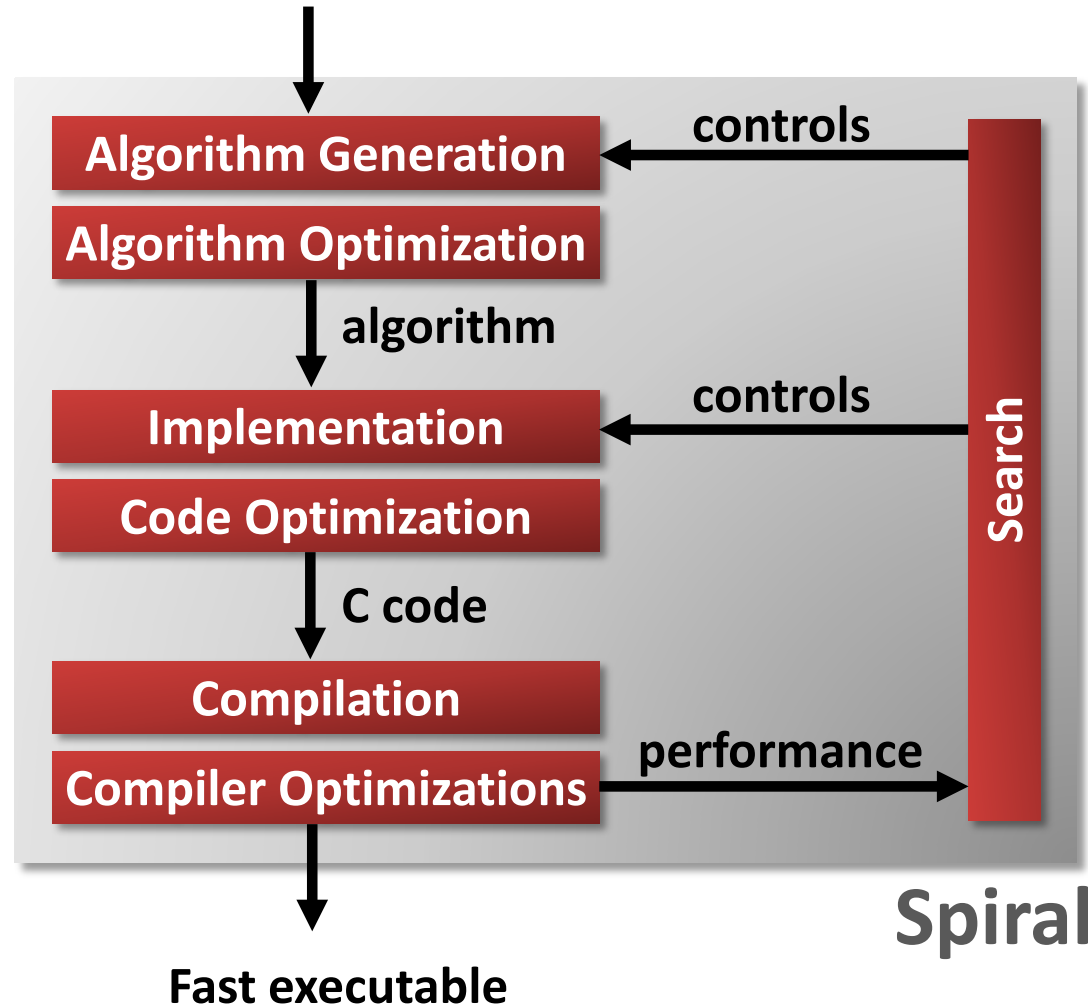 controls
Algorithm Generation
Algorithm Optimization
algorithm
controls
Implementation
Search
Code Optimization
C code
Compilation
performance
Compiler Optimizations
Spiral
Fast executable